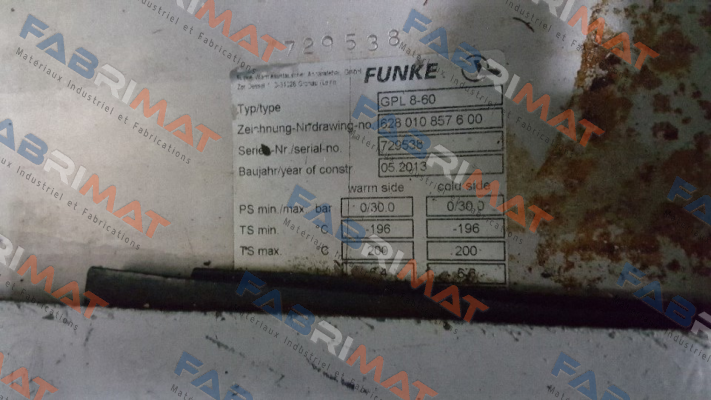 729538
FUNKE
Typ/type GPL 8-60
Zeichnung-Nr/drawing-no. 628 010 857 6 00
Serien-Nr./serial-no. 729538
Baujahr/year of constr 05.2013
warm side cold side
PS min./max bar 0/30.0 0/30.0
TS min. °C -196 -196
TS max. °C 200 200
FABRIMAT
Matériaux Industriel et Fabrications